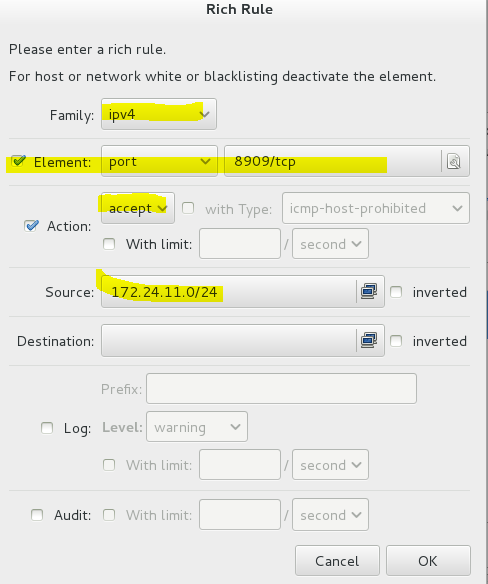 Rich Rule
Please enter a rich rule.
For host or network white or blacklisting deactivate the element.
Family: ipv4
Element: port 8909/tcp
Action: accept with Type: icmp-host-prohibited
With limit: / second
Source: 172.24.11.0/24 inverted
Destination: inverted
Prefix:
Log: Level: warning
With limit: / second
Audit: With limit: / second
Cancel OK